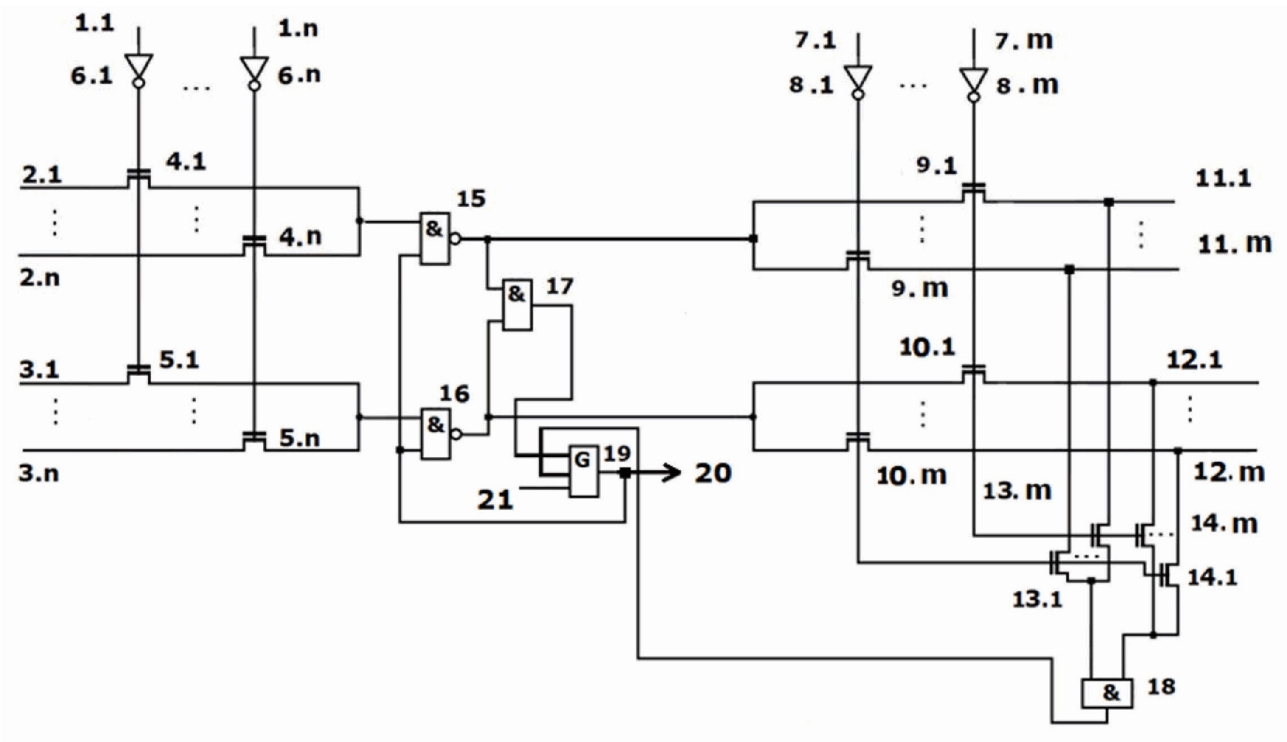 1.1
1.n
7.1
7. m
6.1
...
6.n
8.1
...
8 . m
2.1
4.1
9.1
11.1
15
&
4.n
11. m
2.n
&
17
9. m
3.1
5.1
10.1
12.1
16
&
5.n
G
19
20
3.n
21
10. m
13. m
12. m
14. m
...
...
14.1
13.1
&
18